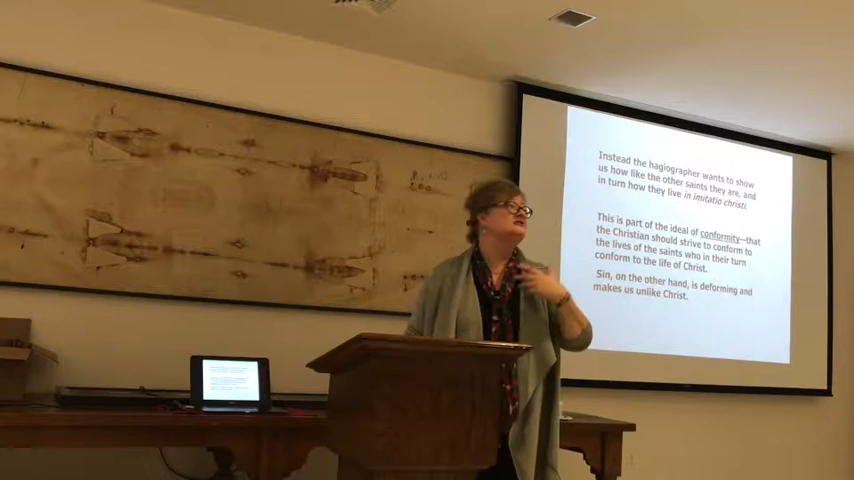 Instead the hagiographer wants to show
us how like the other saints they are, and
in turn how they live in imitatio christi.
This is part of the ideal of conformity—that
the Christian should strive to conform to
the lives of the saints who in their turn
conform to the life of Christ.
Sin, on the other hand, is deforming and
makes us unlike Christ.